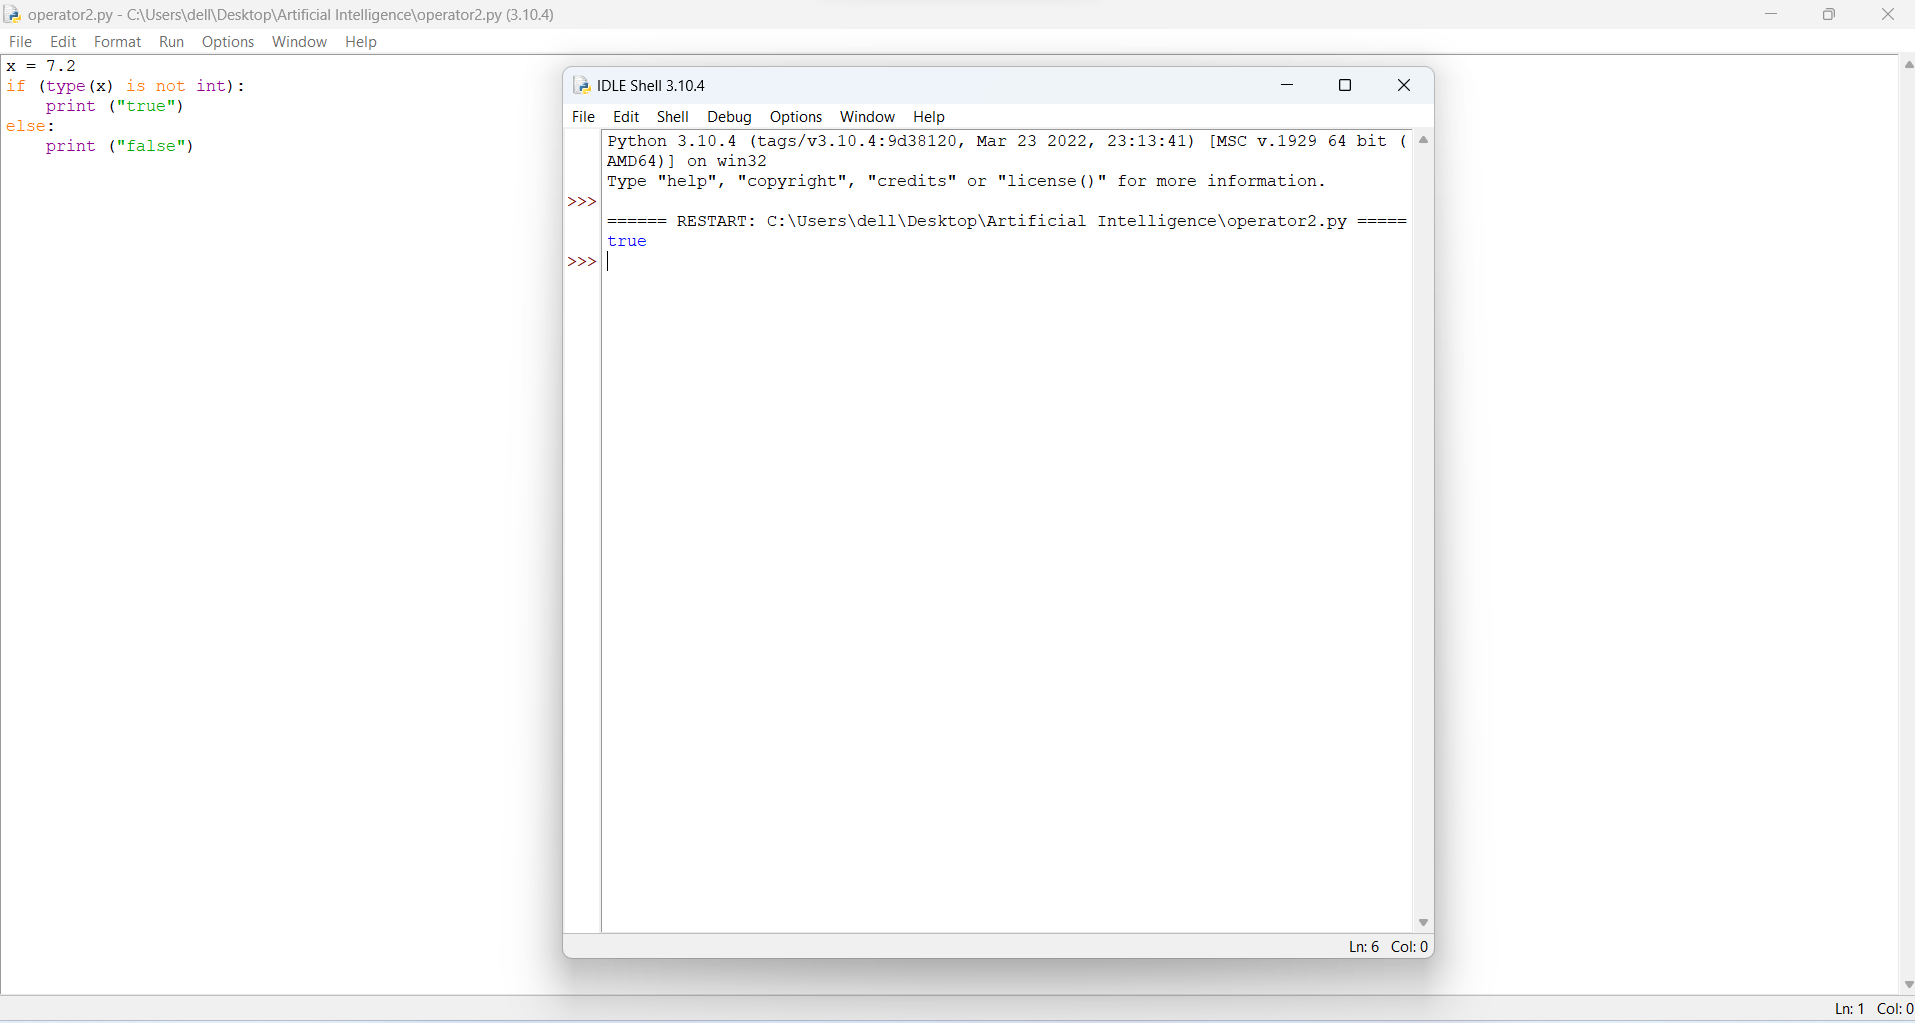 operator2.py - C:\Users\dell\Desktop\Artificial Intelligence\operator2.py (3.10.4)
File Edit Format Run Options Window Help
x = 7.2
if (type(x) is not int):
    print ("true")
else:
    print ("false")
IDLE Shell 3.10.4
File Edit Shell Debug Options Window Help
Python 3.10.4 (tags/v3.10.4:9d38120, Mar 23 2022, 23:13:41) [MSC v.1929 64 bit (
AMD64)] on win32
Type "help", "copyright", "credits" or "license()" for more information.
>>>
====== RESTART: C:\Users\dell\Desktop\Artificial Intelligence\operator2.py =====
true
>>>
Ln: 6 Col: 0
Ln: 1 Col: 0